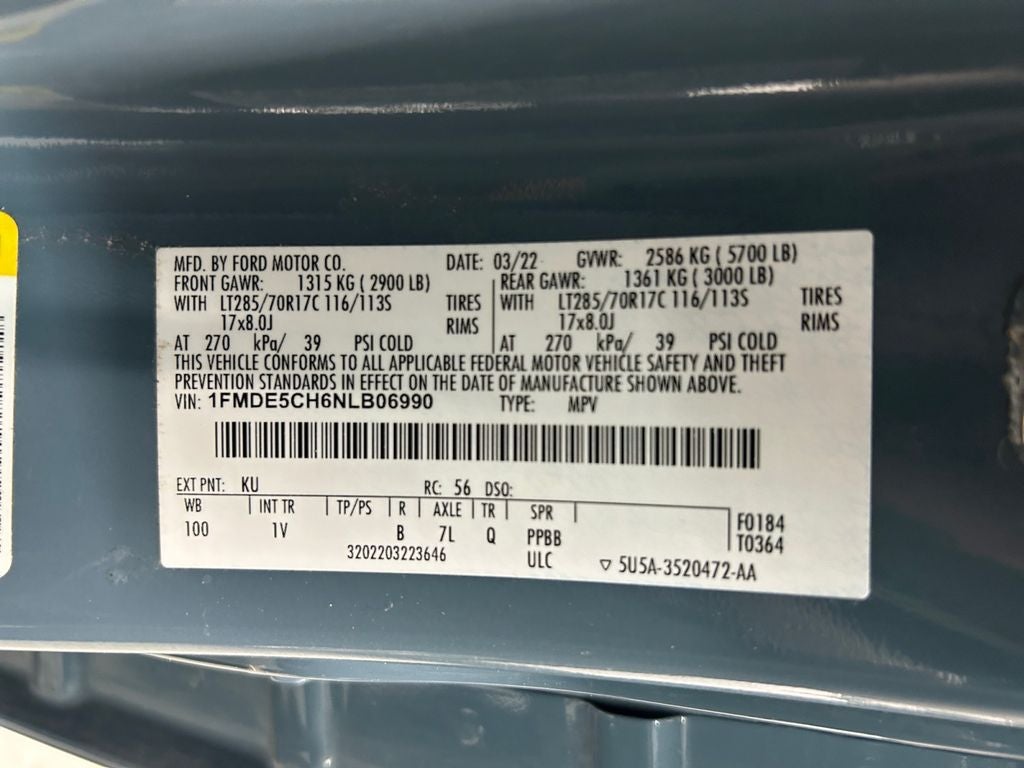 MFD. BY FORD MOTOR CO. DATE: 03/22 GVWR: 2586 KG ( 5700 LB)
FRONT GAWR: 1315 KG ( 2900 LB) REAR GAWR: 1361 KG ( 3000 LB)
WITH LT285/70R17C 116/113S TIRES WITH LT285/70R17C 116/113S TIRES
17x8.0J RIMS 17x8.0J RIMS
AT 270 kPa/ 39 PSI COLD AT 270 kPa/ 39 PSI COLD
THIS VEHICLE CONFORMS TO ALL APPLICABLE FEDERAL MOTOR VEHICLE SAFETY AND THEFT
PREVENTION STANDARDS IN EFFECT ON THE DATE OF MANUFACTURE SHOWN ABOVE.
VIN: 1FMDE5CH6NLB06990 TYPE: MPV
EXT PNT: KU RC: 56 DSO:
WB INT TR TP/PS R AXLE TR SPR
100 1V B 7L Q PPBB F0184
3202203223646 ULC T0364
▽ 5U5A-3520472-AA